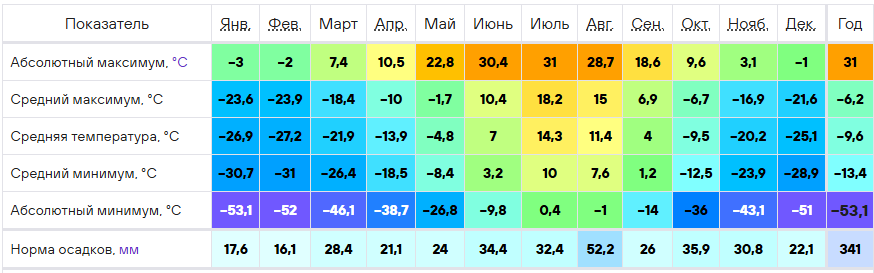 Показатель Янв. Фев. Март Апр. Май Июнь Июль Авг. Сен. Окт. Нояб. Дек. Год
Абсолютный максимум, °C −3 −2 7,4 10,5 22,8 30,4 31 28,7 18,6 9,6 3,1 −1 31
Средний максимум, °C −23,6 −23,9 −18,4 −10 −1,7 10,4 18,2 15 6,9 −6,7 −16,9 −21,6 −6,2
Средняя температура, °C −26,9 −27,2 −21,9 −13,9 −4,8 7 14,3 11,4 4 −9,5 −20,2 −25,1 −9,6
Средний минимум, °C −30,7 −31 −26,4 −18,5 −8,4 3,2 10 7,6 1,2 −12,5 −23,9 −28,9 −13,4
Абсолютный минимум, °C −53,1 −52 −46,1 −38,7 −26,8 −9,8 0,4 −1 −14 −36 −43,1 −51 −53,1
Норма осадков, мм 17,6 16,1 28,4 21,1 24 34,4 32,4 52,2 26 35,9 30,8 22,1 341